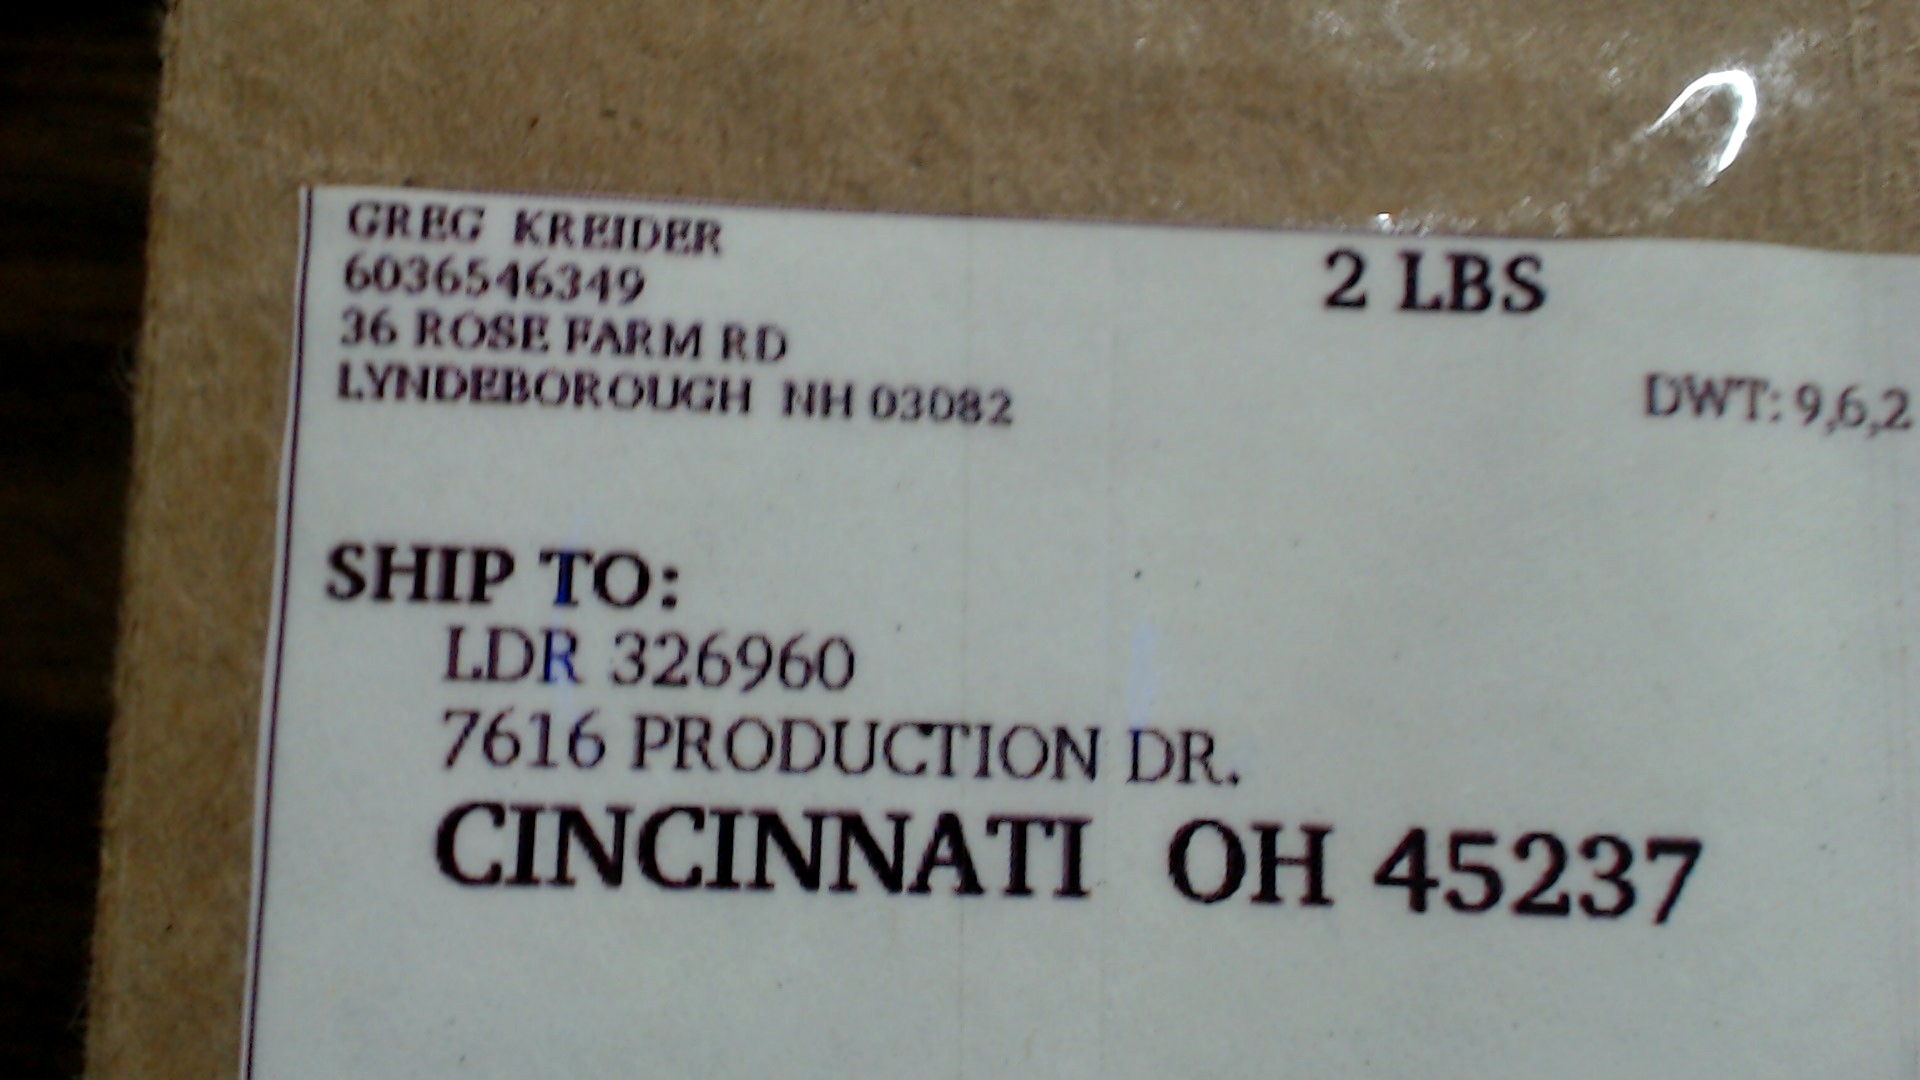 GREG KREIDER
6036546349
36 ROSE FARM RD
LYNDEBOROUGH NH 03082
2 LBS
DWT: 9,6,2
SHIP TO:
LDR 326960
7616 PRODUCTION DR.
CINCINNATI OH 45237